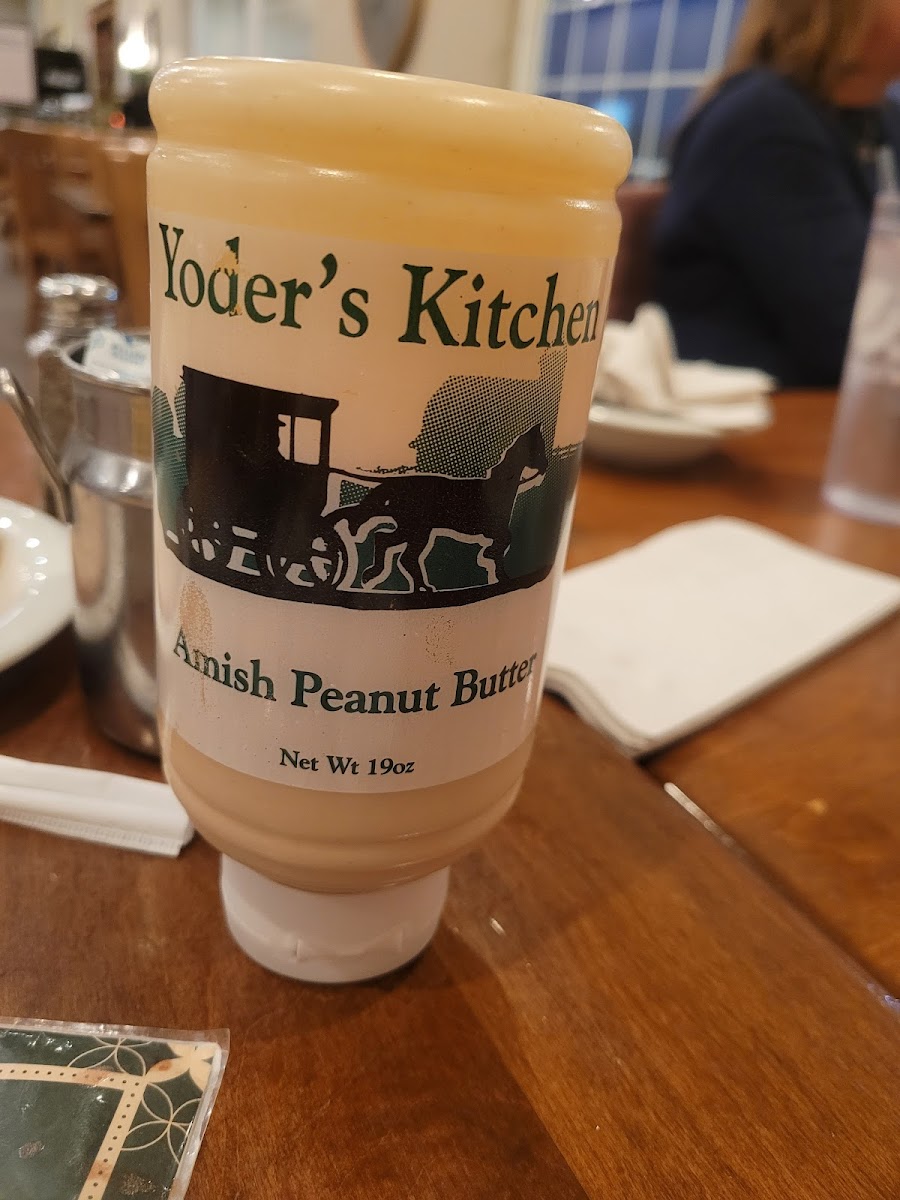 Yoder's Kitchen
Amish Peanut Butter
Net Wt 19oz